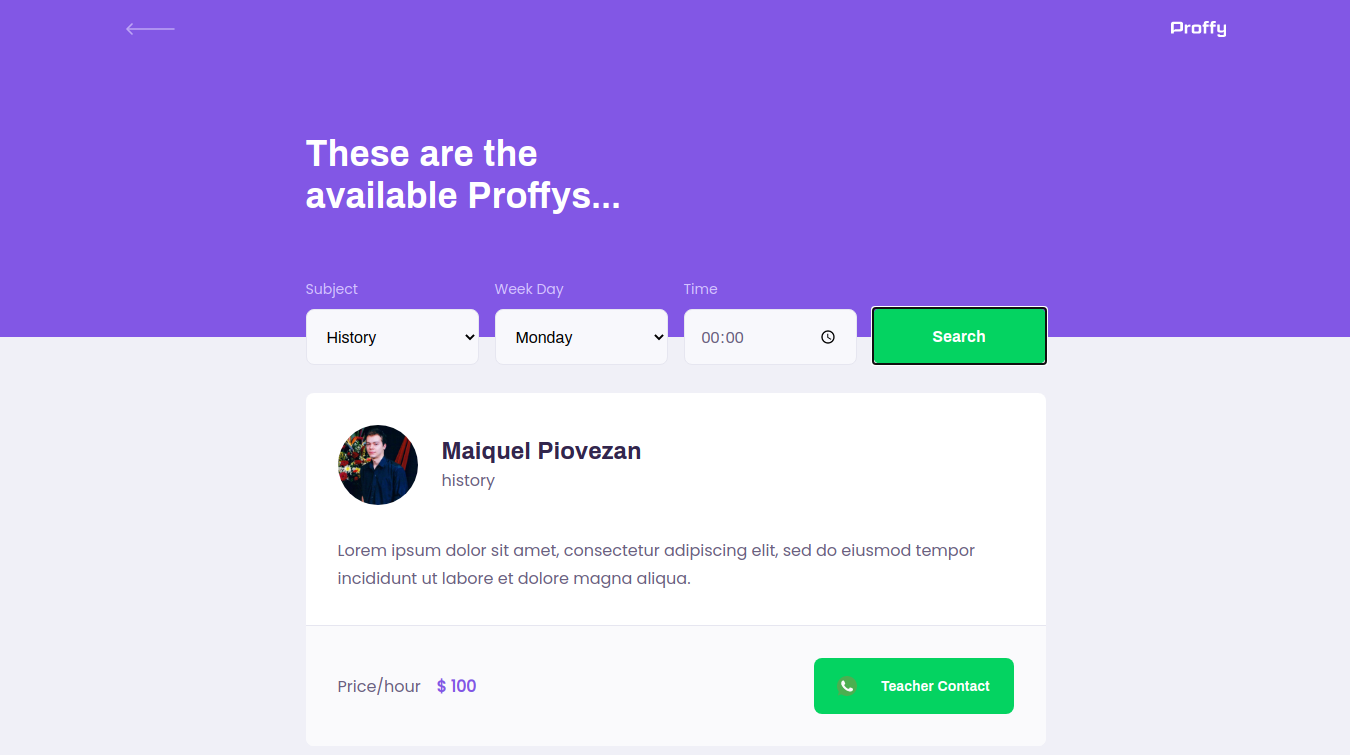 Proffy
These are the
available Proffys...
Subject
Week Day
Time
History
Monday
00:00
Search
Maiquel Piovezan
history
Lorem ipsum dolor sit amet, consectetur adipiscing elit, sed do eiusmod tempor
incididunt ut labore et dolore magna aliqua.
Price/hour $ 100
Teacher Contact